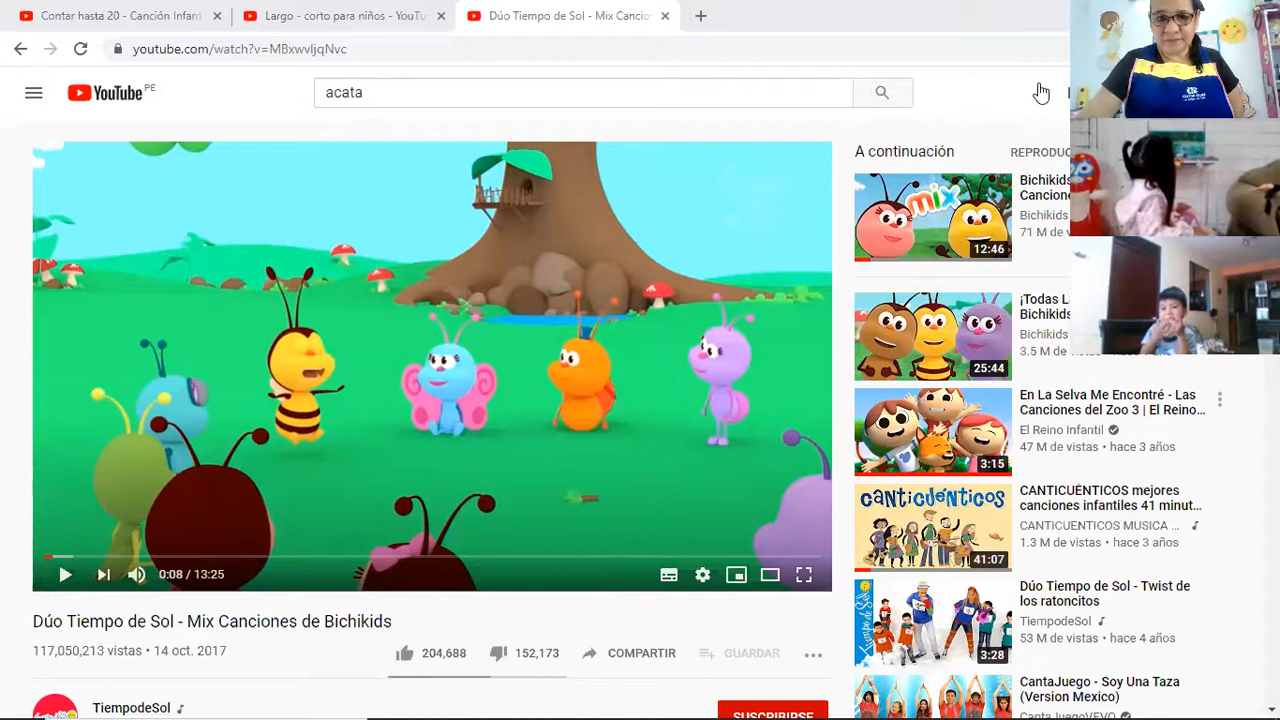 Contar hasta 20 - Canción Infant
Largo - corto para niños - YouTu
Dúo Tiempo de Sol - Mix Cancio
youtube.com/watch?v=MBxwvIjqNvc
YouTube PE
acata
A continuación
REPRODUC
mix
12:46
Bichikids
Cancione
Bichikids
71 M de v
25:44
¡Todas L
Bichikids
Bichikids
3.5 M de vistas
3:15
En La Selva Me Encontré - Las
Canciones del Zoo 3 | El Reino...
El Reino Infantil
47 M de vistas • hace 3 años
CANTICUÉNTICOS
41:07
CANTICUÉNTICOS mejores
canciones infantiles 41 minut...
CANTICUENTICOS MUSICA ...
1.3 M de vistas • hace 3 años
3:28
Dúo Tiempo de Sol - Twist de
los ratoncitos
TiempodeSol
53 M de vistas • hace 4 años
CantaJuego - Soy Una Taza
(Version Mexico)
CantaJuegoVEVO
0:08 / 13:25
Dúo Tiempo de Sol - Mix Canciones de Bichikids
117,050,213 vistas • 14 oct. 2017
204,688
152,173
COMPARTIR
GUARDAR
TiempodeSol
SUSCRIBIRSE